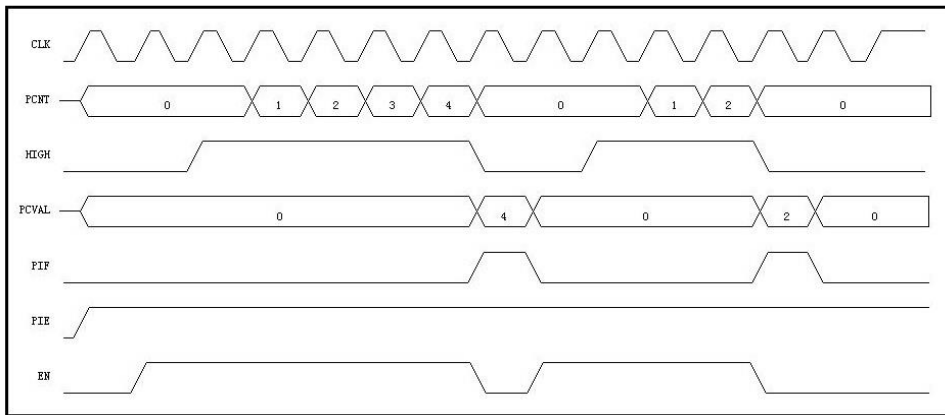 CLK
PCNT 0 1 2 3 4 0 1 2 0
HIGH
PCVAL 0 4 0 2 0
PIF
PIE
EN